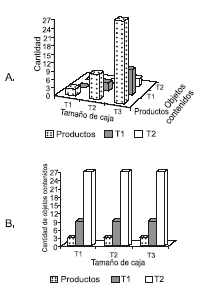 A.
Cantidad
27
24
21
18
15
12
9
6
3
0
T1
T2
T3
Tamaño de caja
Productos
T1
T2
Objetos
contenidos
Productos T1 T2
B.
Cantidad de objetos contenidos
27
24
21
18
15
12
9
6
3
0
T1 T2 T3
Tamaño de caja
Productos T1 T2